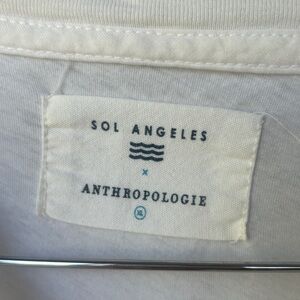 SOL ANGELES
x
ANTHROPOLOGIE
XL